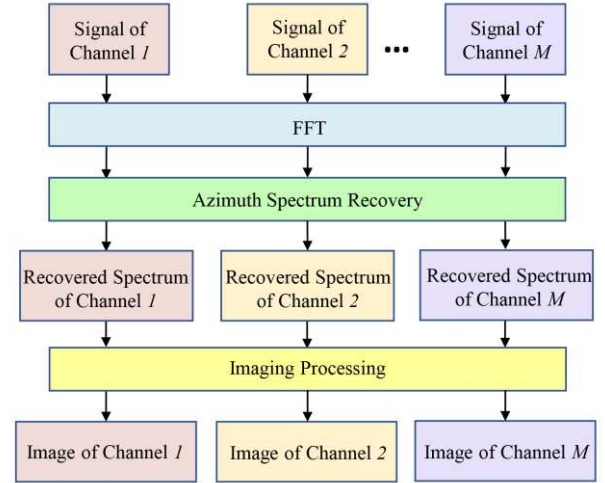 Signal of
Channel 1
Signal of
Channel 2
•••
Signal of
Channel M
FFT
Azimuth Spectrum Recovery
Recovered Spectrum
of Channel 1
Recovered Spectrum
of Channel 2
Recovered Spectrum
of Channel M
Imaging Processing
Image of Channel 1
Image of Channel 2
Image of Channel M